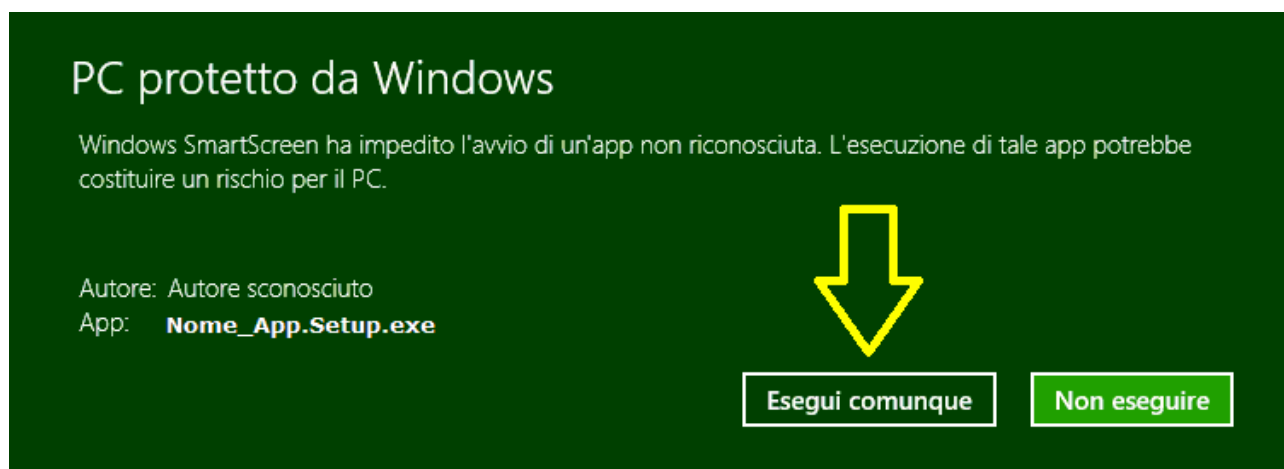 PC protetto da Windows
Windows SmartScreen ha impedito l'avvio di un'app non riconosciuta. L'esecuzione di tale app potrebbe
costituire un rischio per il PC.
Autore: Autore sconosciuto
App: Nome_App.Setup.exe
Esegui comunque Non eseguire